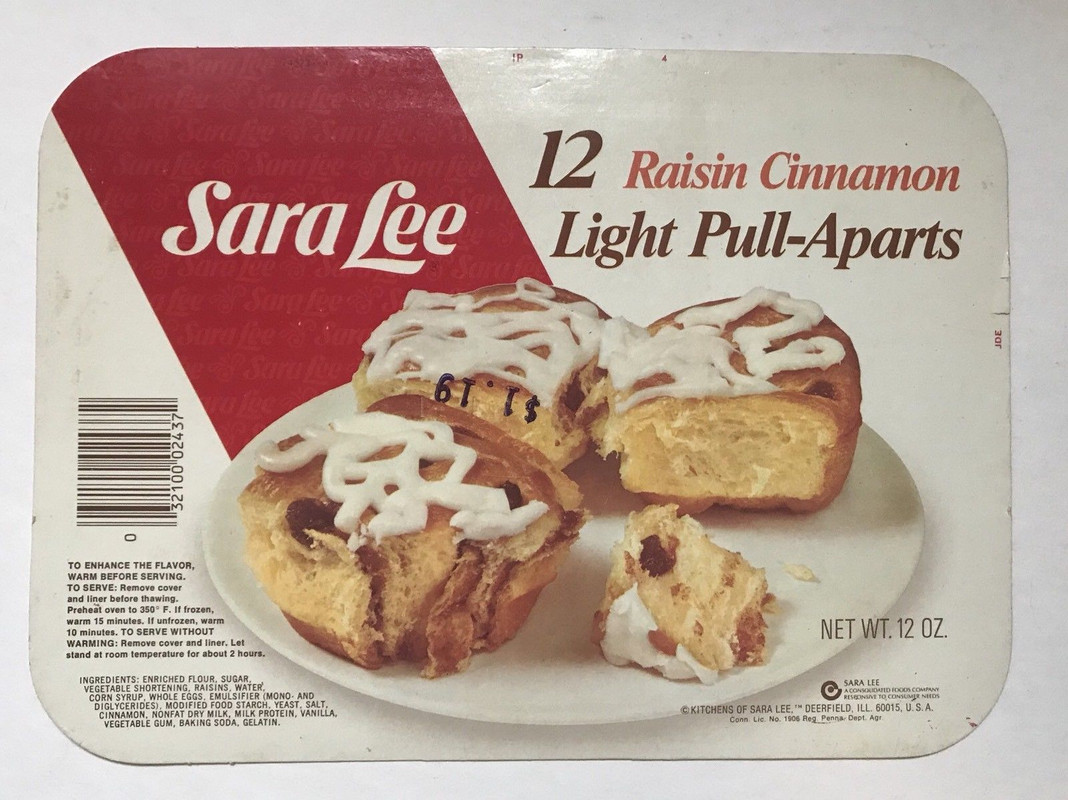 1P 4
Sara Lee
12 Raisin Cinnamon
Light Pull-Aparts
3DE
$1.19
32100 02437
0
TO ENHANCE THE FLAVOR,
WARM BEFORE SERVING.
TO SERVE: Remove cover
and liner before thawing.
Preheat oven to 350° F. If frozen,
warm 15 minutes. If unfrozen, warm
10 minutes. TO SERVE WITHOUT
WARMING: Remove cover and liner. Let
stand at room temperature for about 2 hours.
INGREDIENTS: ENRICHED FLOUR, SUGAR,
VEGETABLE SHORTENING, RAISINS, WATER,
CORN SYRUP, WHOLE EGGS, EMULSIFIER (MONO- AND
DIGLYCERIDES), MODIFIED FOOD STARCH, YEAST, SALT,
CINNAMON, NONFAT DRY MILK, MILK PROTEIN, VANILLA,
VEGETABLE GUM, BAKING SODA, GELATIN.
NET WT. 12 OZ.
SARA LEE
A CONSOLIDATED FOODS COMPANY
RESPONSIVE TO CONSUMER NEEDS
© KITCHENS OF SARA LEE,™ DEERFIELD, ILL. 60015, U.S.A.
Conn. Lic. No. 1906 Reg. Penna. Dept. Agr.